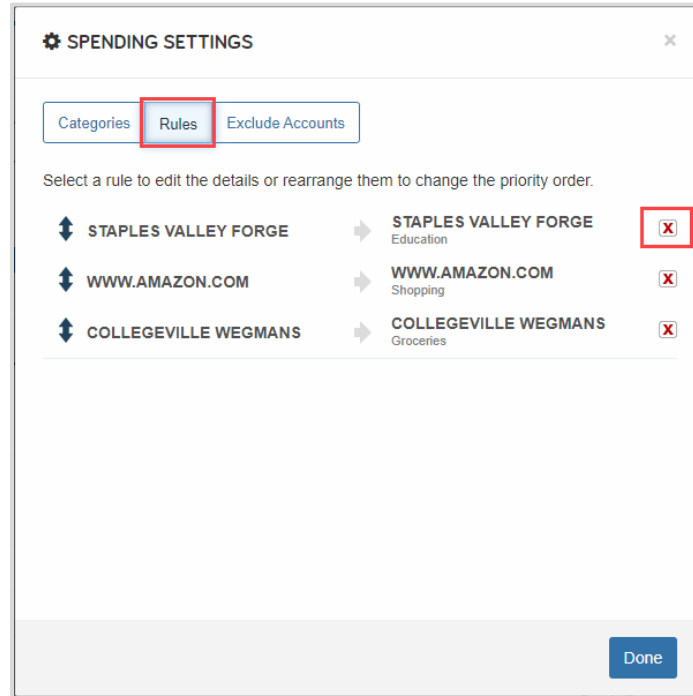 SPENDING SETTINGS
Categories Rules Exclude Accounts
Select a rule to edit the details or rearrange them to change the priority order.
STAPLES VALLEY FORGE STAPLES VALLEY FORGE X
Education
WWW.AMAZON.COM WWW.AMAZON.COM X
Shopping
COLLEGEVILLE WEGMANS COLLEGEVILLE WEGMANS X
Groceries
Done